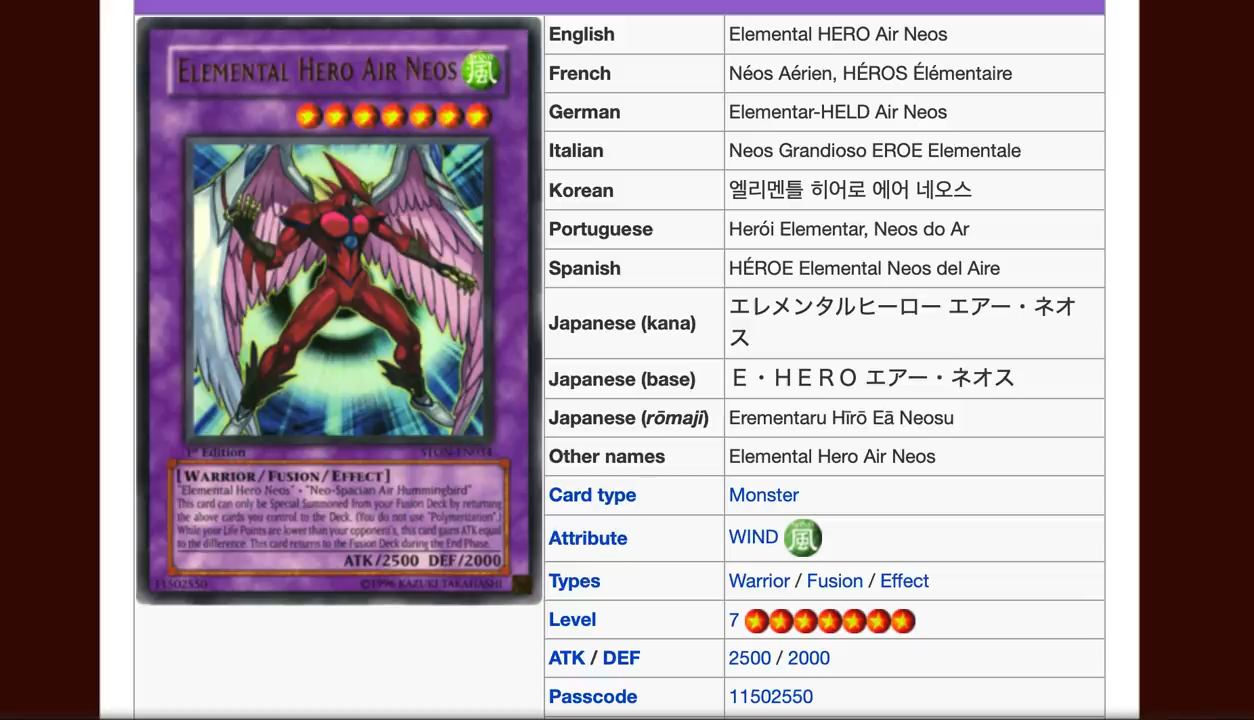 ELEMENTAL HERO AIR NEOS 風
1st Edition STON-EN034
[WARRIOR/FUSION/EFFECT]
"Elemental Hero Neos" + "Neo-Spacian Air Hummingbird"
This card can only be Special Summoned from your Fusion Deck by returning
the above cards you control to the Deck. (You do not use "Polymerization".)
While your Life Points are lower than your opponent's, this card gains ATK equal
to the difference. This card returns to the Fusion Deck during the End Phase.
ATK/2500 DEF/2000
11502550 ©1996 KAZUKI TAKAHASHI
English Elemental HERO Air Neos
French Néos Aérien, HÉROS Élémentaire
German Elementar-HELD Air Neos
Italian Neos Grandioso EROE Elementale
Korean 엘리멘틀 히어로 에어 네오스
Portuguese Herói Elementar, Neos do Ar
Spanish HÉROE Elemental Neos del Aire
Japanese (kana) エレメンタルヒーロー エアー・ネオ
ス
Japanese (base) Ｅ・ＨＥＲＯ エアー・ネオス
Japanese (rōmaji) Erementaru Hīrō Eā Neosu
Other names Elemental Hero Air Neos
Card type Monster
Attribute WIND 風
Types Warrior / Fusion / Effect
Level 7
ATK / DEF 2500 / 2000
Passcode 11502550